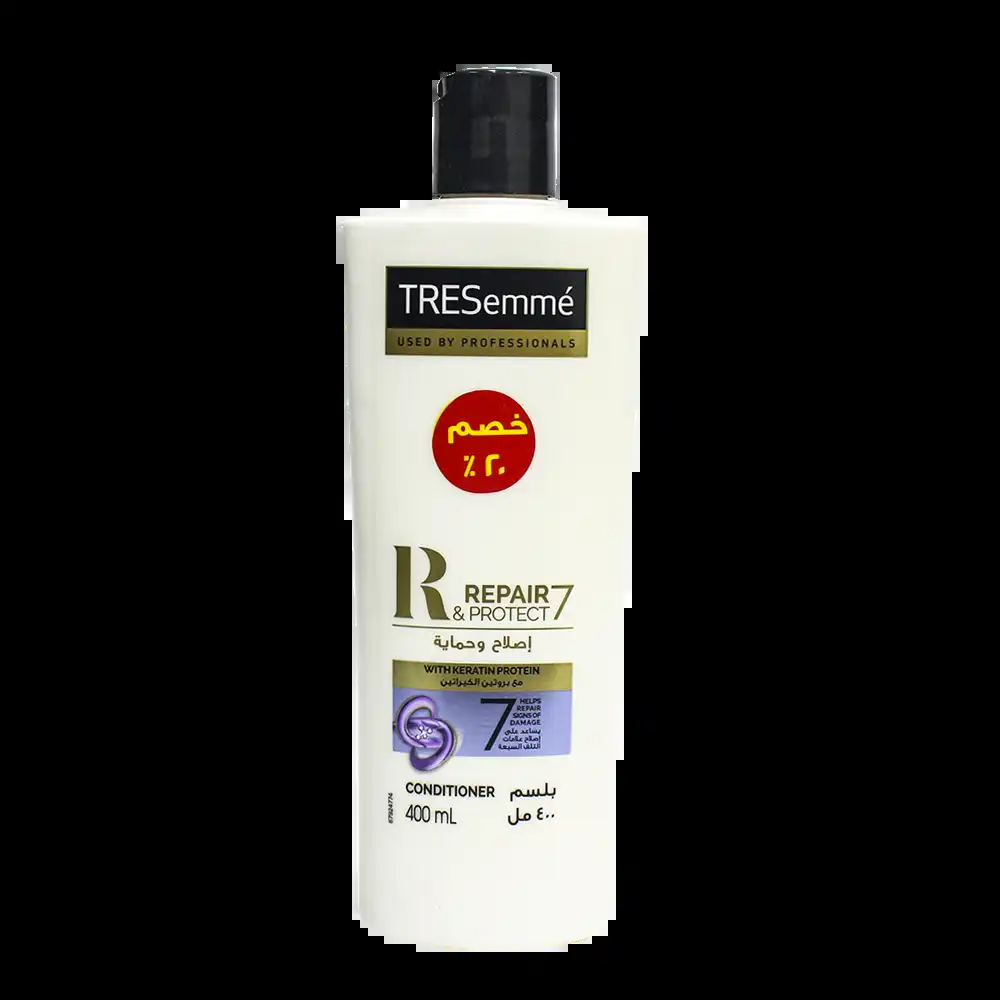 TRESemmé
USED BY PROFESSIONALS
خصم
٢٠ ٪
R
REPAIR 7
& PROTECT
إصلاح وحماية
WITH KERATIN PROTEIN
مع بروتين الكيراتين
7
HELPS
REPAIR
SIGNS OF
DAMAGE
يساعد على
إصلاح علامات
التلف السبعة
CONDITIONER بلسم
400 mL ٤٠٠ مل
67924774